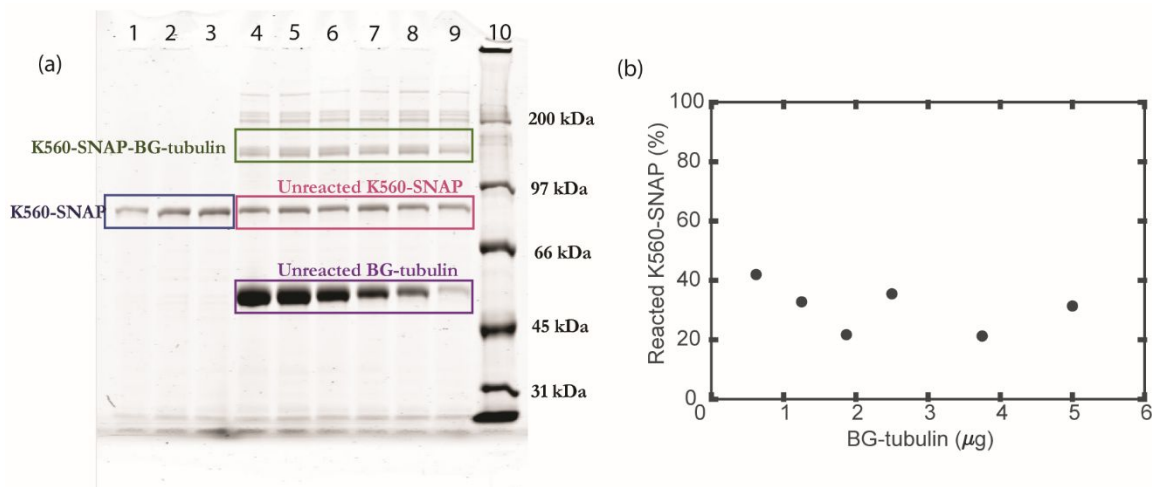 (a)
1 2 3 4 5 6 7 8 9 10
200 kDa
K560-SNAP-BG-tubulin
97 kDa
Unreacted K560-SNAP
K560-SNAP
66 kDa
Unreacted BG-tubulin
45 kDa
31 kDa
(b)
Reacted K560-SNAP (%)
100
80
60
40
20
0
0 1 2 3 4 5 6
BG-tubulin (μg)